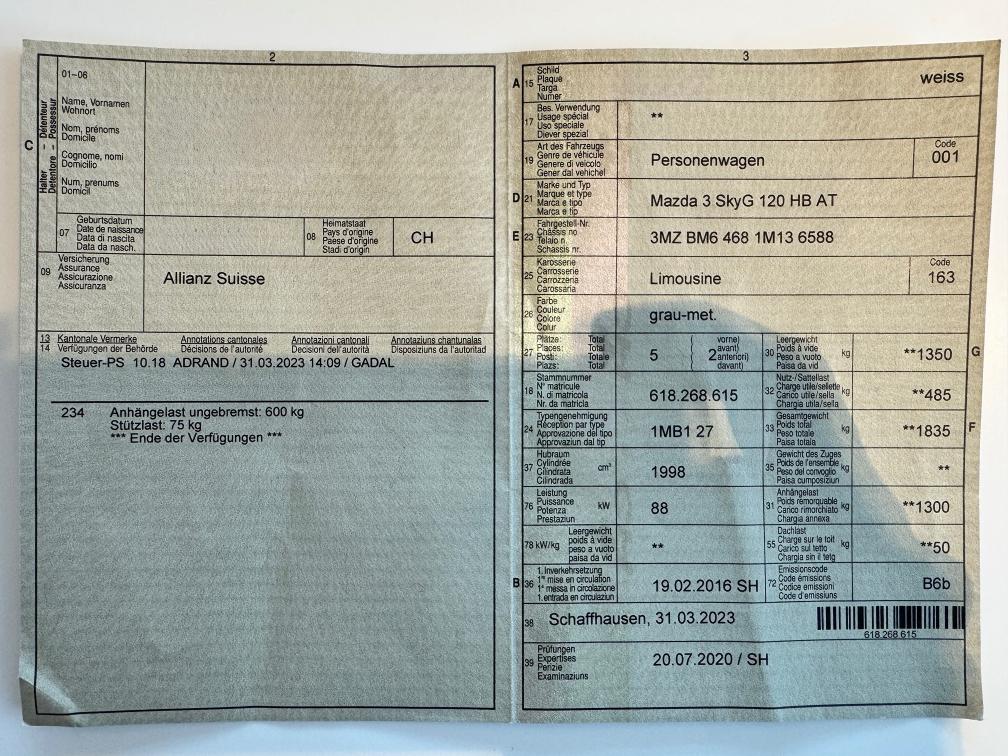 2
01–06
Halter - Détenteur
Detentore - Possessur
C
Name, Vornamen
Wohnort
Nom, prénoms
Domicile
Cognome, nomi
Domicilio
Num, prenums
Domicil
07
Geburtsdatum
Date de naissance
Data di nascita
Data da nasch.
08
Heimatstaat
Pays d'origine
Paese d'origine
Stadi d'origin
CH
09
Versicherung
Assurance
Assicurazione
Assicuranza
Allianz Suisse
13 Kantonale Vermerke Annotations cantonales Annotazioni cantonali Annotaziuns chantunalas
14 Verfügungen der Behörde Décisions de l'autorité Decisioni dell'autorità Disposiziuns da l'autoritad
Steuer-PS 10.18 ADRAND / 31.03.2023 14:09 / GADAL
234 Anhängelast ungebremst: 600 kg
Stützlast: 75 kg
*** Ende der Verfügungen ***
3
A 15
Schild
Plaque
Targa
Numer
weiss
17
Bes. Verwendung
Usage spécial
Uso speciale
Diever spezial
**
19
Art des Fahrzeugs
Genre de véhicule
Genere di veicolo
Gener dal vehichel
Personenwagen
Code
001
D 21
Marke und Typ
Marque et type
Marca e tipo
Marca e tip
Mazda 3 SkyG 120 HB AT
E 23
Fahrgestell-Nr.
Châssis no
Telaio n.
Schassis nr.
3MZ BM6 468 1M13 6588
25
Karosserie
Carrosserie
Carrozzeria
Carossaria
Limousine
Code
163
26
Farbe
Couleur
Colore
Colur
grau-met.
27
Plätze: Total
Places: Total
Posti: Totale
Plazs: Total
5
2
vorne)
avant)
anteriori)
davant)
30
Leergewicht
Poids à vide
Peso a vuoto
Paisa da vid
kg
**1350
G
18
Stammnummer
N° matricule
N. di matricola
Nr. da matricla
618.268.615
32
Nutz-/Sattellast
Charge utile/sellette
Carico utile/sella
Chargia utila/sella
kg
**485
24
Typengenehmigung
Réception par type
Approvazione del tipo
Approvaziun dal tip
1MB1 27
33
Gesamtgewicht
Poids total
Peso totale
Paisa totala
kg
**1835
F
37
Hubraum
Cylindrée
Cilindrata
Cilindrada
cm³
1998
35
Gewicht des Zuges
Poids de l'ensemble
Peso del convoglio
Paisa cumposiziun
kg
**
76
Leistung
Puissance
Potenza
Prestaziun
kW
88
31
Anhängelast
Poids remorquable
Carico rimorchiato
Chargia annexa
kg
**1300
78 kW/kg
Leergewicht
poids à vide
peso a vuoto
paisa da vid
**
55
Dachlast
Charge sur le toit
Carico sul tetto
Chargia sin il tetg
kg
**50
B 36
1. Inverkehrsetzung
1re mise en circulation
1a messa in circolazione
1. entrada en circulaziun
19.02.2016 SH
72
Emissionscode
Code émissions
Codice emissioni
Code d'emissiuns
B6b
38
Schaffhausen, 31.03.2023
618 268 615
39
Prüfungen
Expertises
Perizie
Examinaziuns
20.07.2020 / SH